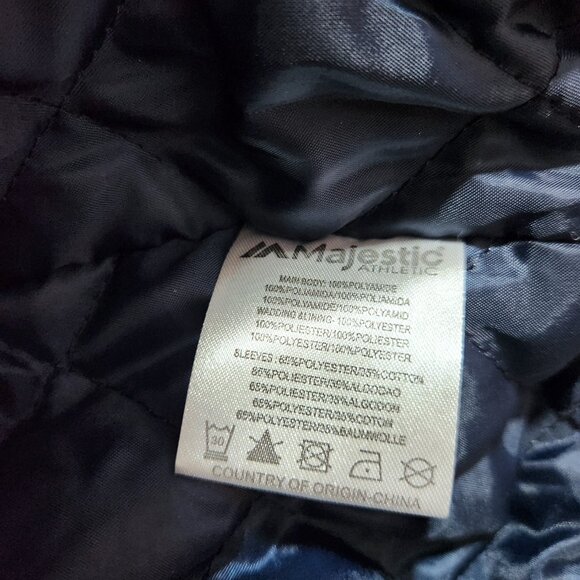 Majestic
ATHLETIC
MAIN BODY: 100%POLYAMIDE
100%POLIAMIDA/100%POLIAMIDA
100%POLYAMIDE/100%POLYAMID
WADDING &LINING: 100%POLYESTER
100%POLIESTER/100%POLIESTER
100%POLYESTER/100%POLYESTER
SLEEVES: 65%POLYESTER/35%COTTON
65%POLIESTER/35%ALGODAO
65%POLIESTER/35%ALGODON
65%POLYESTER/35%COTON
65%POLYESTER/35%BAUMWOLLE
30
COUNTRY OF ORIGIN-CHINA